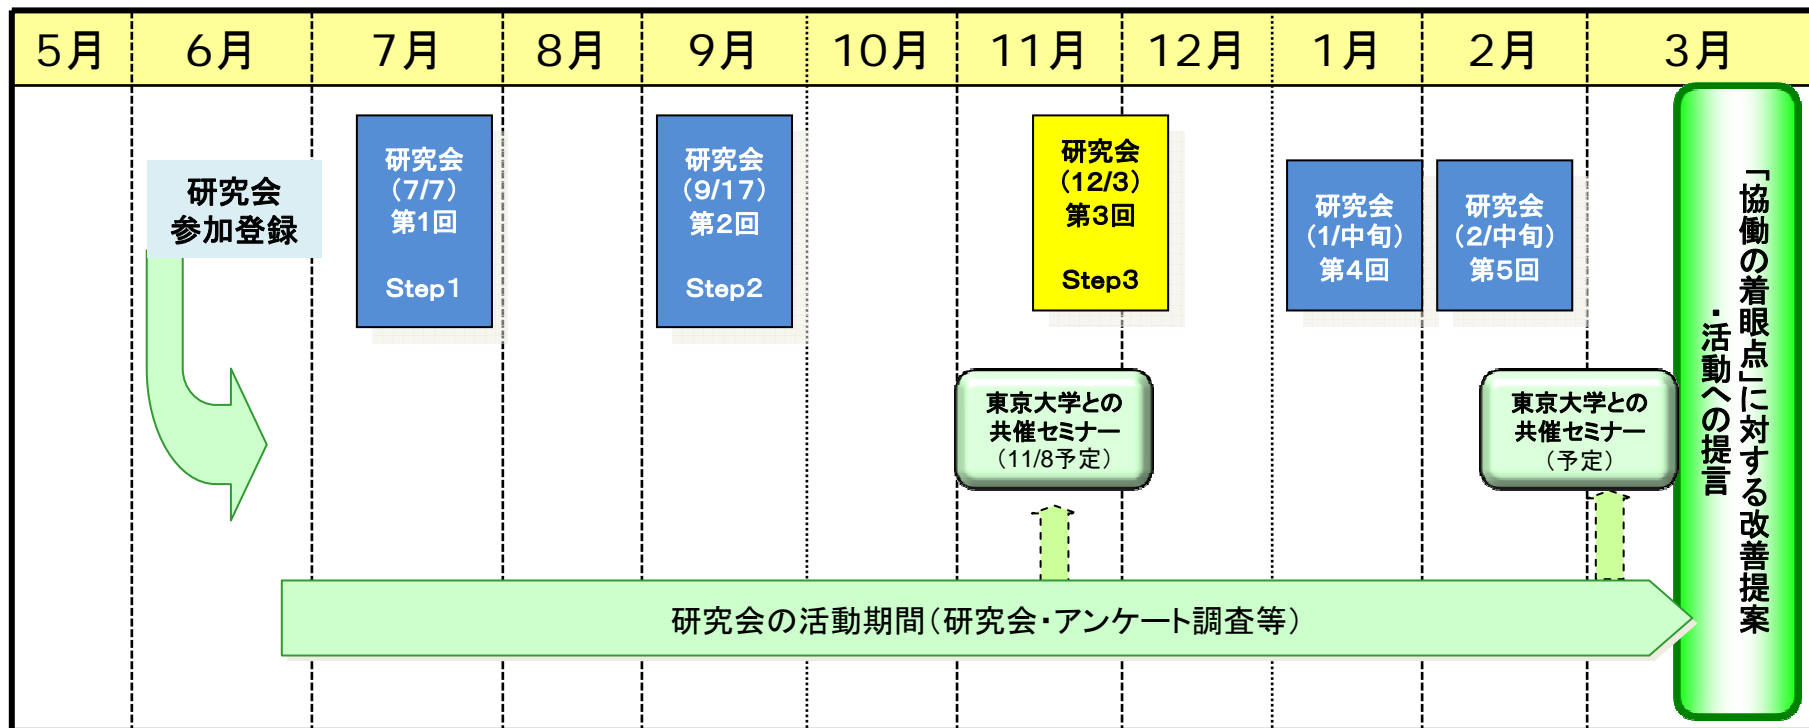 5月 6月 7月 8月 9月 10月 11月 12月 1月 2月 3月
研究会
参加登録
研究会
(7/7)
第1回
Step1
研究会
(9/17)
第2回
Step2
研究会
(12/3)
第3回
Step3
研究会
(1/中旬)
第4回
研究会
(2/中旬)
第5回
東京大学との
共催セミナー
(11/8予定)
東京大学との
共催セミナー
(予定)
研究会の活動期間(研究会・アンケート調査等)
「協働の着眼点」に対する改善提案
・活動への提言